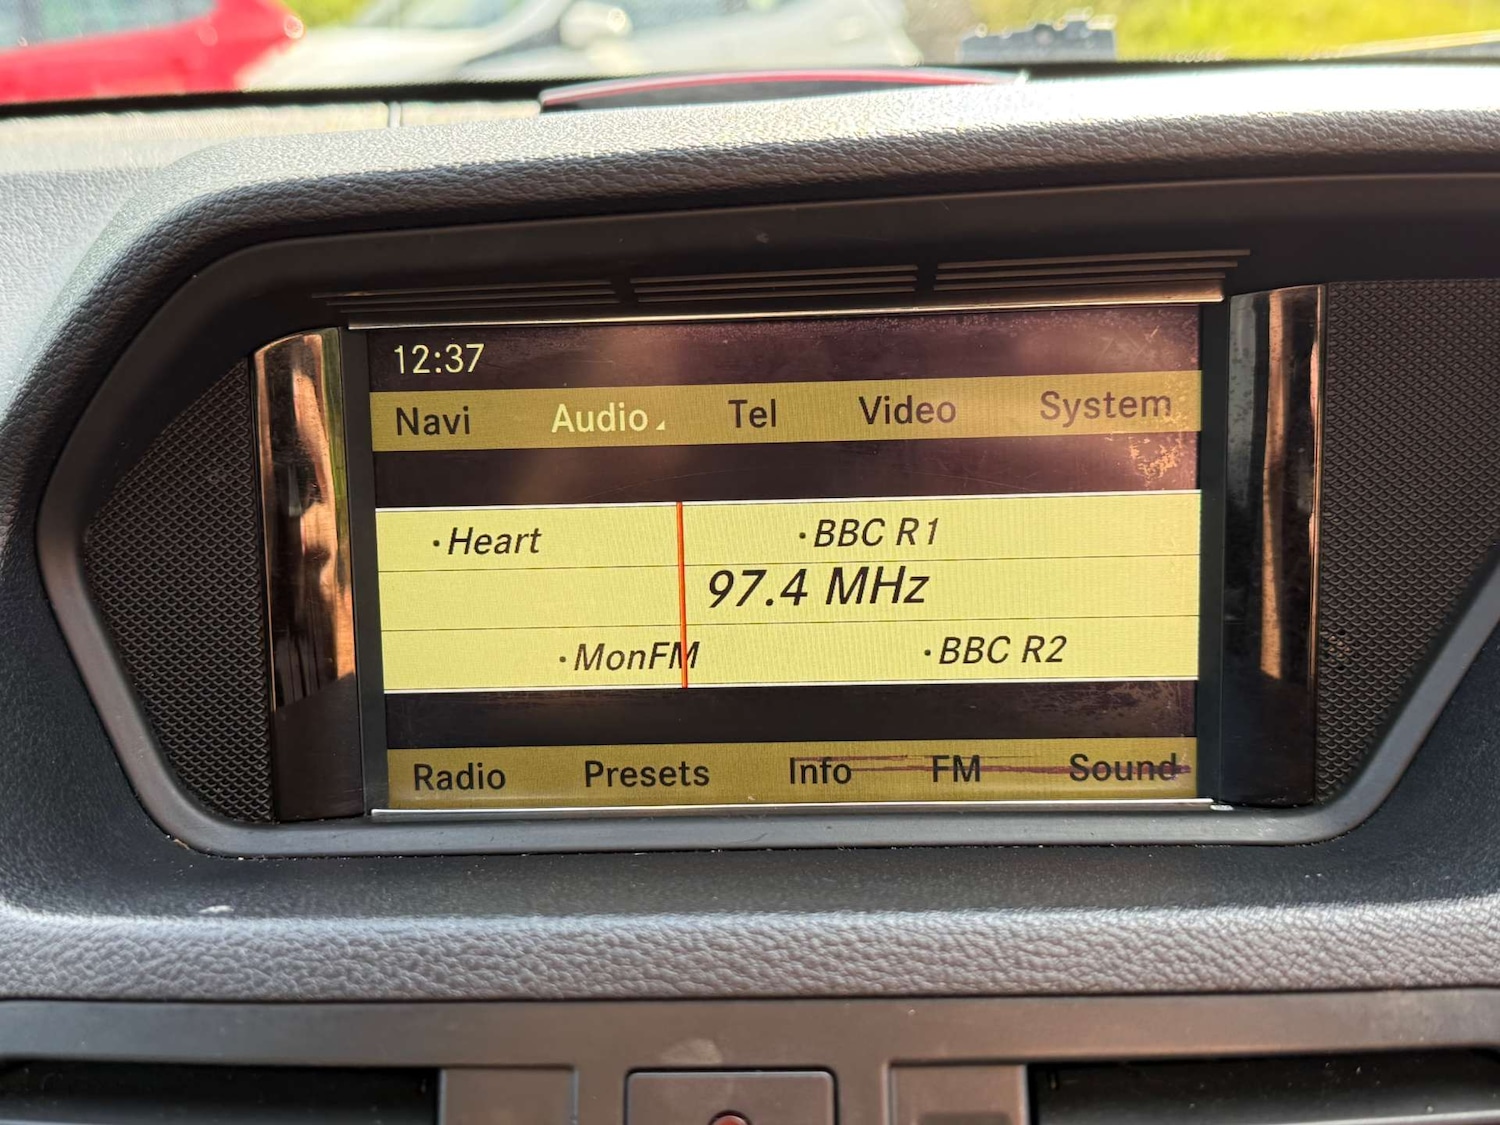 12:37
Navi Audio Tel Video System
·Heart ·BBC R1
97.4 MHz
·MonFM ·BBC R2
Radio Presets Info FM Sound